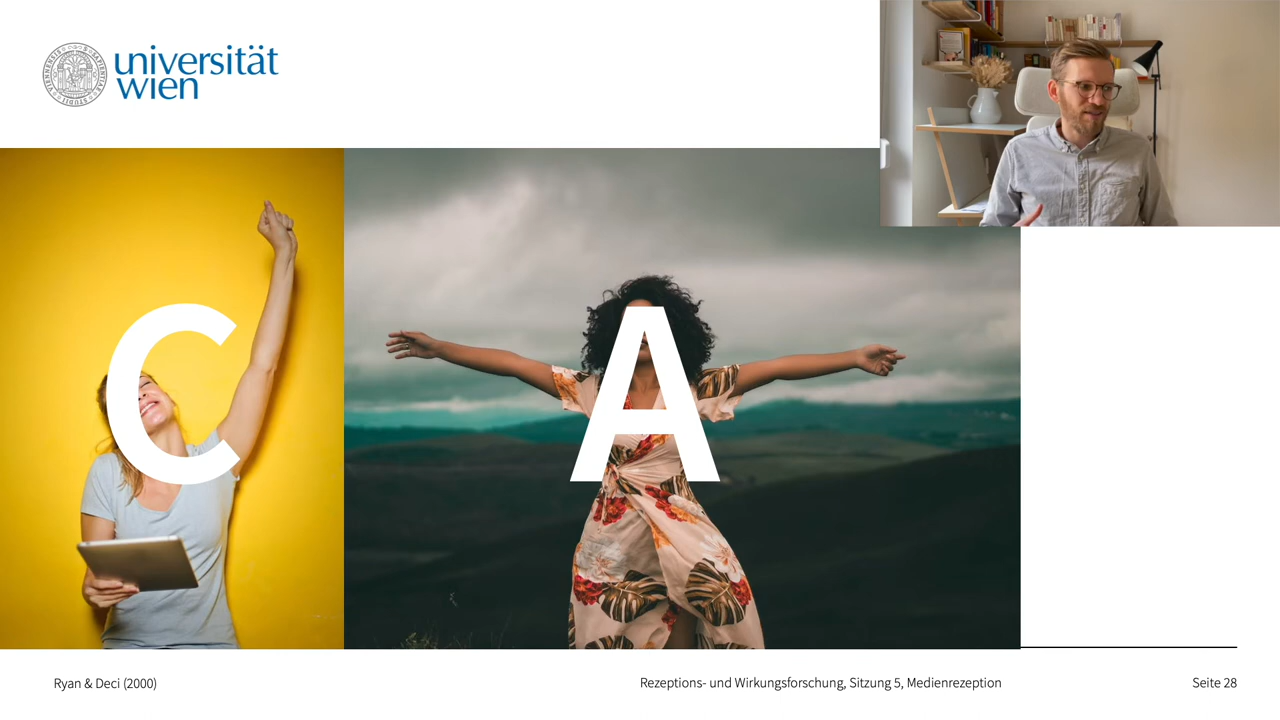 universität
wien
C
A
Ryan & Deci (2000)
Rezeptions- und Wirkungsforschung, Sitzung 5, Medienrezeption
Seite 28